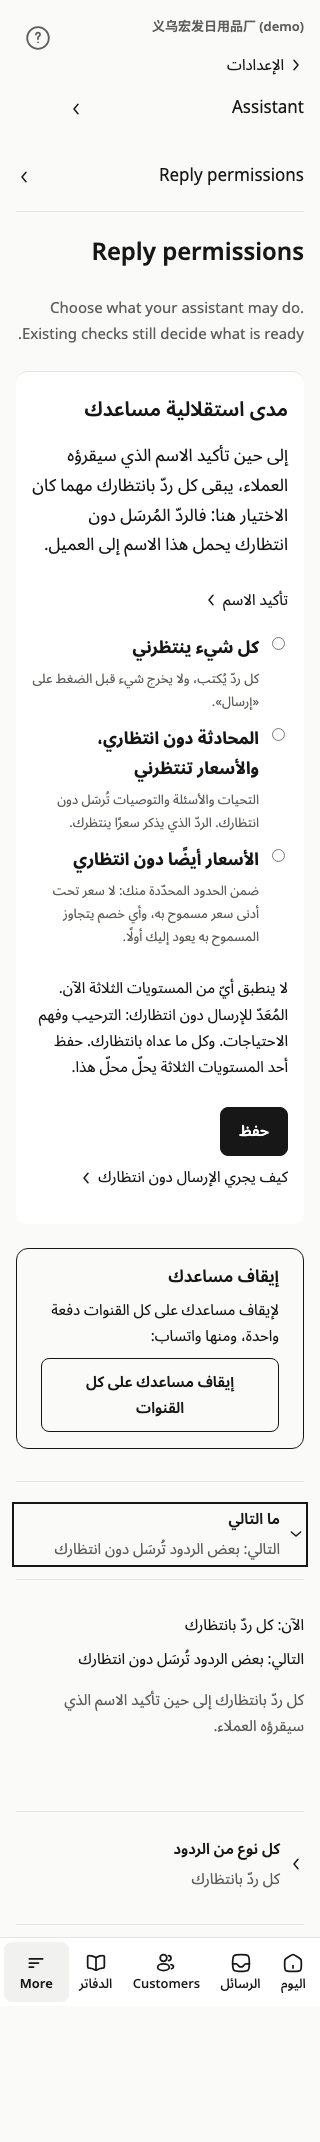 义乌宏发日用品厂 (demo)
الإعدادات
Assistant
Reply permissions
Reply permissions
Choose what your assistant may do.
Existing checks still decide what is ready.
مدى استقلالية مساعدك
إلى حين تأكيد الاسم الذي سيقرؤه
العملاء، يبقى كل ردّ بانتظارك مهما كان
الاختيار هنا: فالردّ المُرسَل دون
انتظارك يحمل هذا الاسم إلى العميل.
تأكيد الاسم
كل شيء ينتظرني
كل ردّ يُكتب، ولا يخرج شيء قبل الضغط على
«إرسال».
المحادثة دون انتظاري،
والأسعار تنتظرني
التحيات والأسئلة والتوصيات تُرسَل دون
انتظارك. الردّ الذي يذكر سعرًا ينتظرك.
الأسعار أيضًا دون انتظاري
ضمن الحدود المحدّدة منك: لا سعر تحت
أدنى سعر مسموح به، وأي خصم يتجاوز
المسموح به يعود إليك أولًا.
لا ينطبق أيّ من المستويات الثلاثة الآن.
المُعَدّ للإرسال دون انتظارك: الترحيب وفهم
الاحتياجات. وكل ما عداه بانتظارك. حفظ
أحد المستويات الثلاثة يحلّ محلّ هذا.
حفظ
كيف يجري الإرسال دون انتظارك
إيقاف مساعدك
لإيقاف مساعدك على كل القنوات دفعة
واحدة، ومنها واتساب:
إيقاف مساعدك على كل
القنوات
ما التالي
التالي: بعض الردود تُرسَل دون انتظارك
الآن: كل ردّ بانتظارك
التالي: بعض الردود تُرسَل دون انتظارك
كل ردّ بانتظارك إلى حين تأكيد الاسم الذي
سيقرؤه العملاء.
كل نوع من الردود
كل ردّ بانتظارك
اليوم
الرسائل
Customers
الدفاتر
More